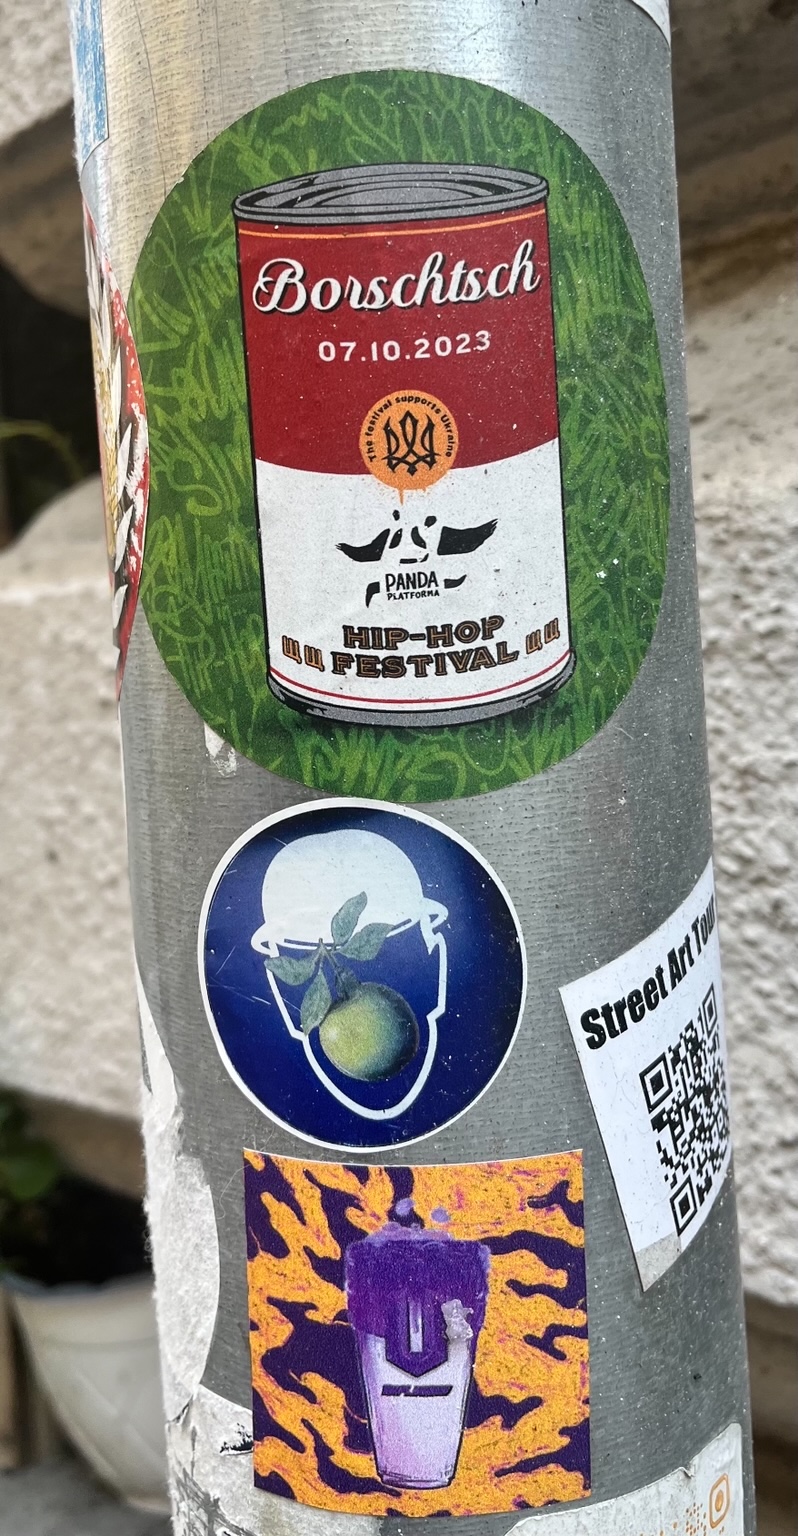 Borschtsch
07.10.2023
The festival supports Ukraine
PANDA
PLATFORMA
HIP-HOP
FESTIVAL
Street Art Tour